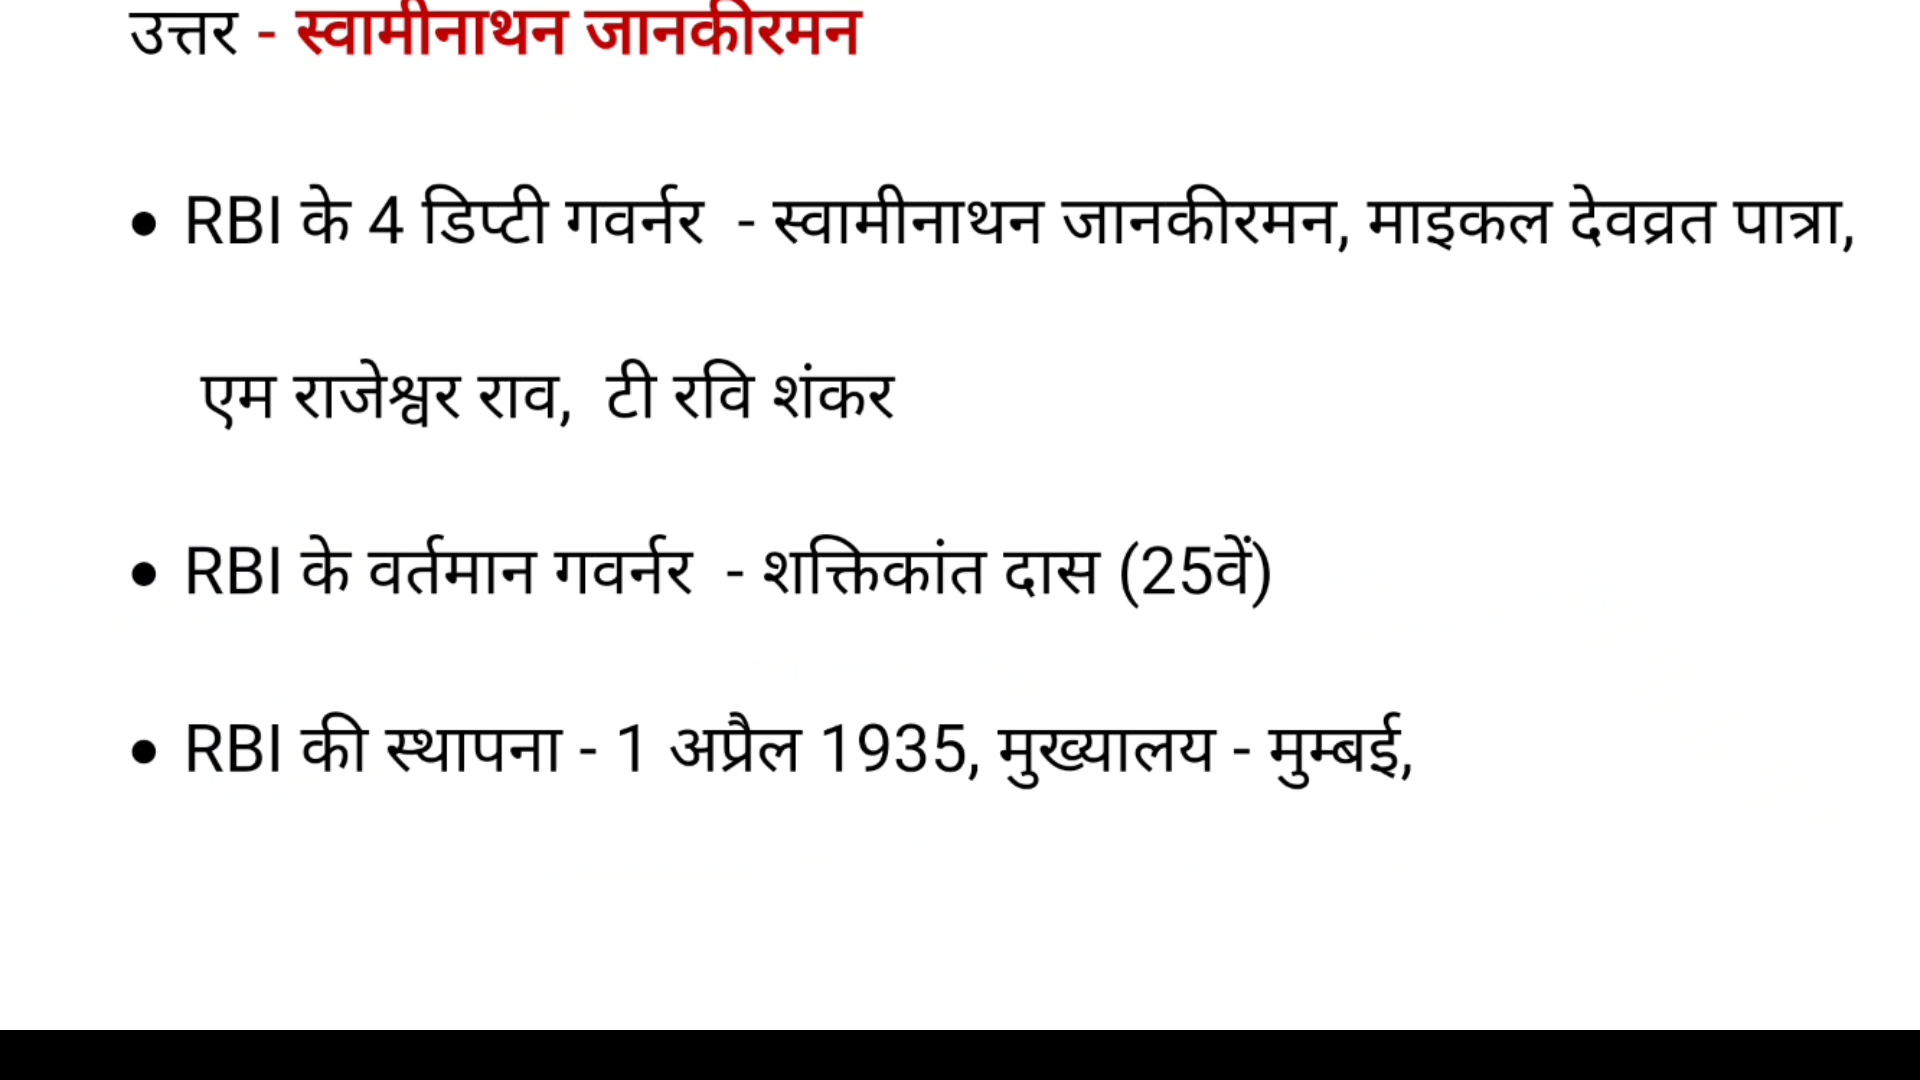 उत्तर - स्वामीनाथन जानकीरमन
• RBI के 4 डिप्टी गवर्नर - स्वामीनाथन जानकीरमन, माइकल देवव्रत पात्रा,
एम राजेश्वर राव, टी रवि शंकर
• RBI के वर्तमान गवर्नर - शक्तिकांत दास (25वें)
• RBI की स्थापना - 1 अप्रैल 1935, मुख्यालय - मुम्बई,